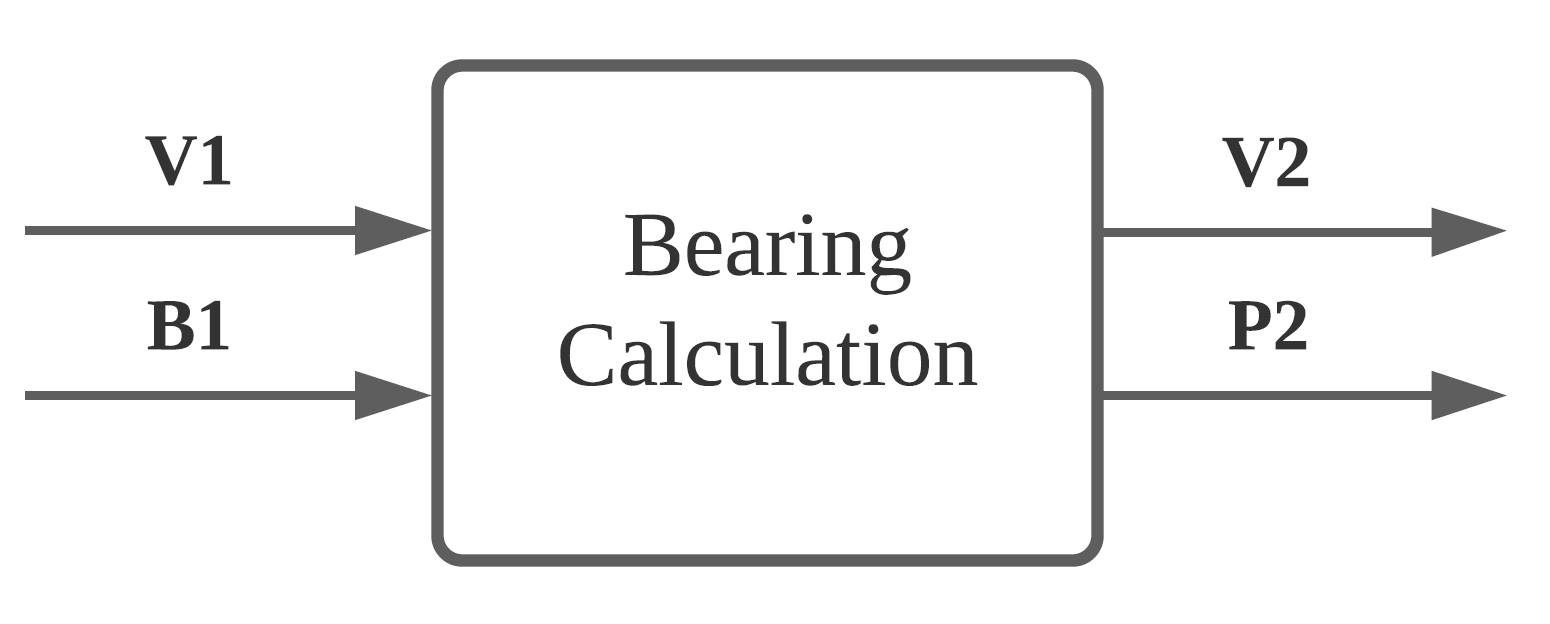 V1
B1
Bearing
Calculation
V2
P2